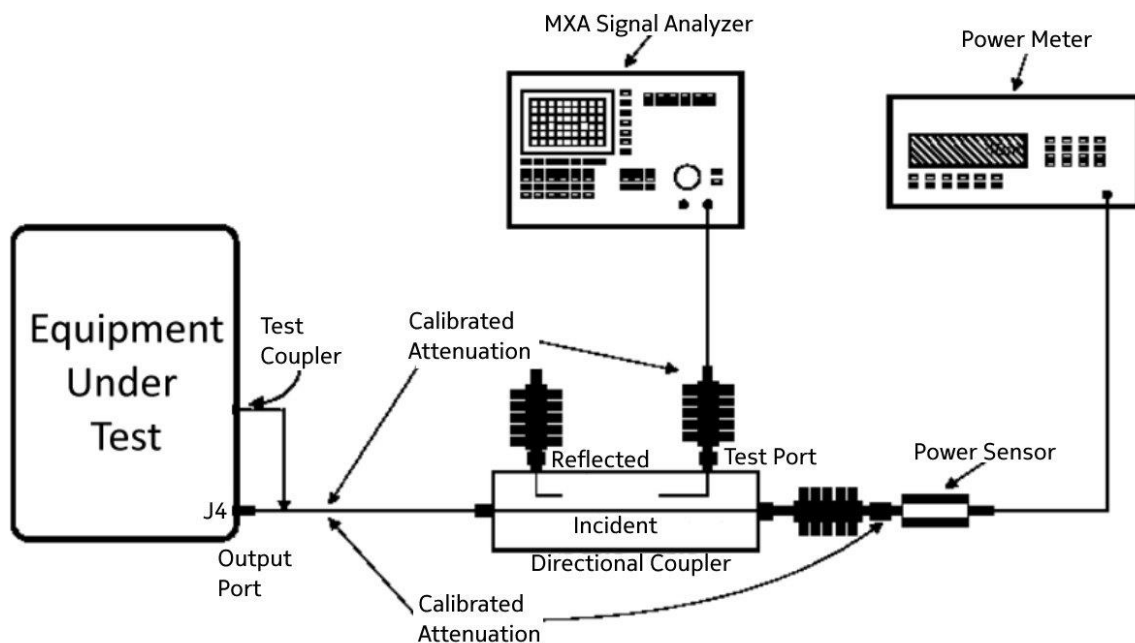 MXA Signal Analyzer
Power Meter
Equipment
Under
Test
Test
Coupler
Calibrated
Attenuation
Reflected
Test Port
Power Sensor
J4
Incident
Output
Port
Directional Coupler
Calibrated
Attenuation